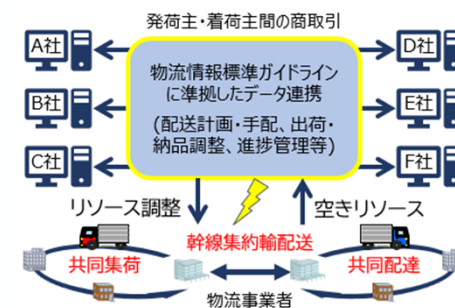 発荷主・着荷主間の商取引
A社
D社
物流情報標準ガイドライン
に準拠したデータ連携
B社
E社
(配送計画・手配、出荷・
納品調整、進捗管理等)
C社
F社
リソース調整
空きリソース
幹線集約輸配送
共同集荷
共同配達
物流事業者